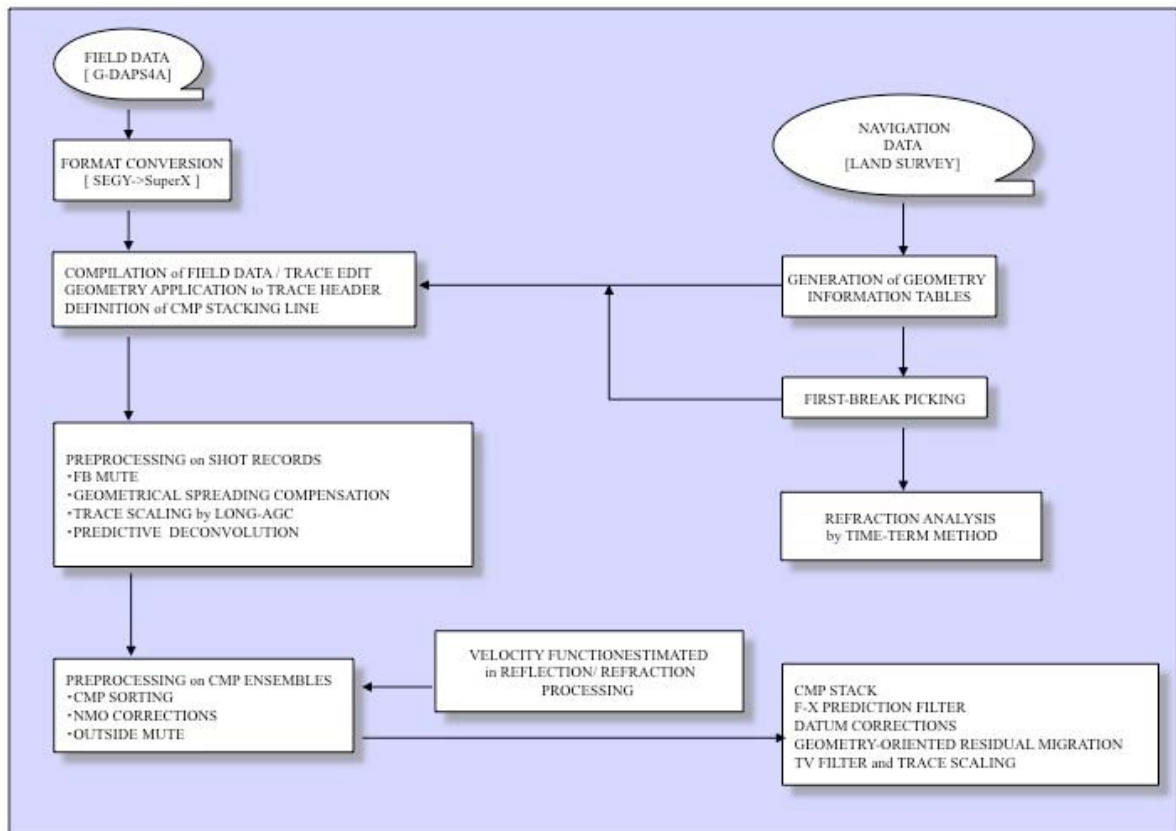 FIELD DATA
[ G-DAPS4A]
FORMAT CONVERSION
[ SEGY->SuperX ]
COMPILATION of FIELD DATA / TRACE EDIT
GEOMETRY APPLICATION to TRACE HEADER
DEFINITION of CMP STACKING LINE
PREPROCESSING on SHOT RECORDS
・FB MUTE
・GEOMETRICAL SPREADING COMPENSATION
・TRACE SCALING by LONG-AGC
・PREDICTIVE DECONVOLUTION
PREPROCESSING on CMP ENSEMBLES
・CMP SORTING
・NMO CORRECTIONS
・OUTSIDE MUTE
VELOCITY FUNCTIONESTIMATED
in REFLECTION/ REFRACTION
PROCESSING
NAVIGATION
DATA
[LAND SURVEY]
GENERATION of GEOMETRY
INFORMATION TABLES
FIRST-BREAK PICKING
REFRACTION ANALYSIS
by TIME-TERM METHOD
CMP STACK
F-X PREDICTION FILTER
DATUM CORRECTIONS
GEOMETRY-ORIENTED RESIDUAL MIGRATION
TV FILTER and TRACE SCALING